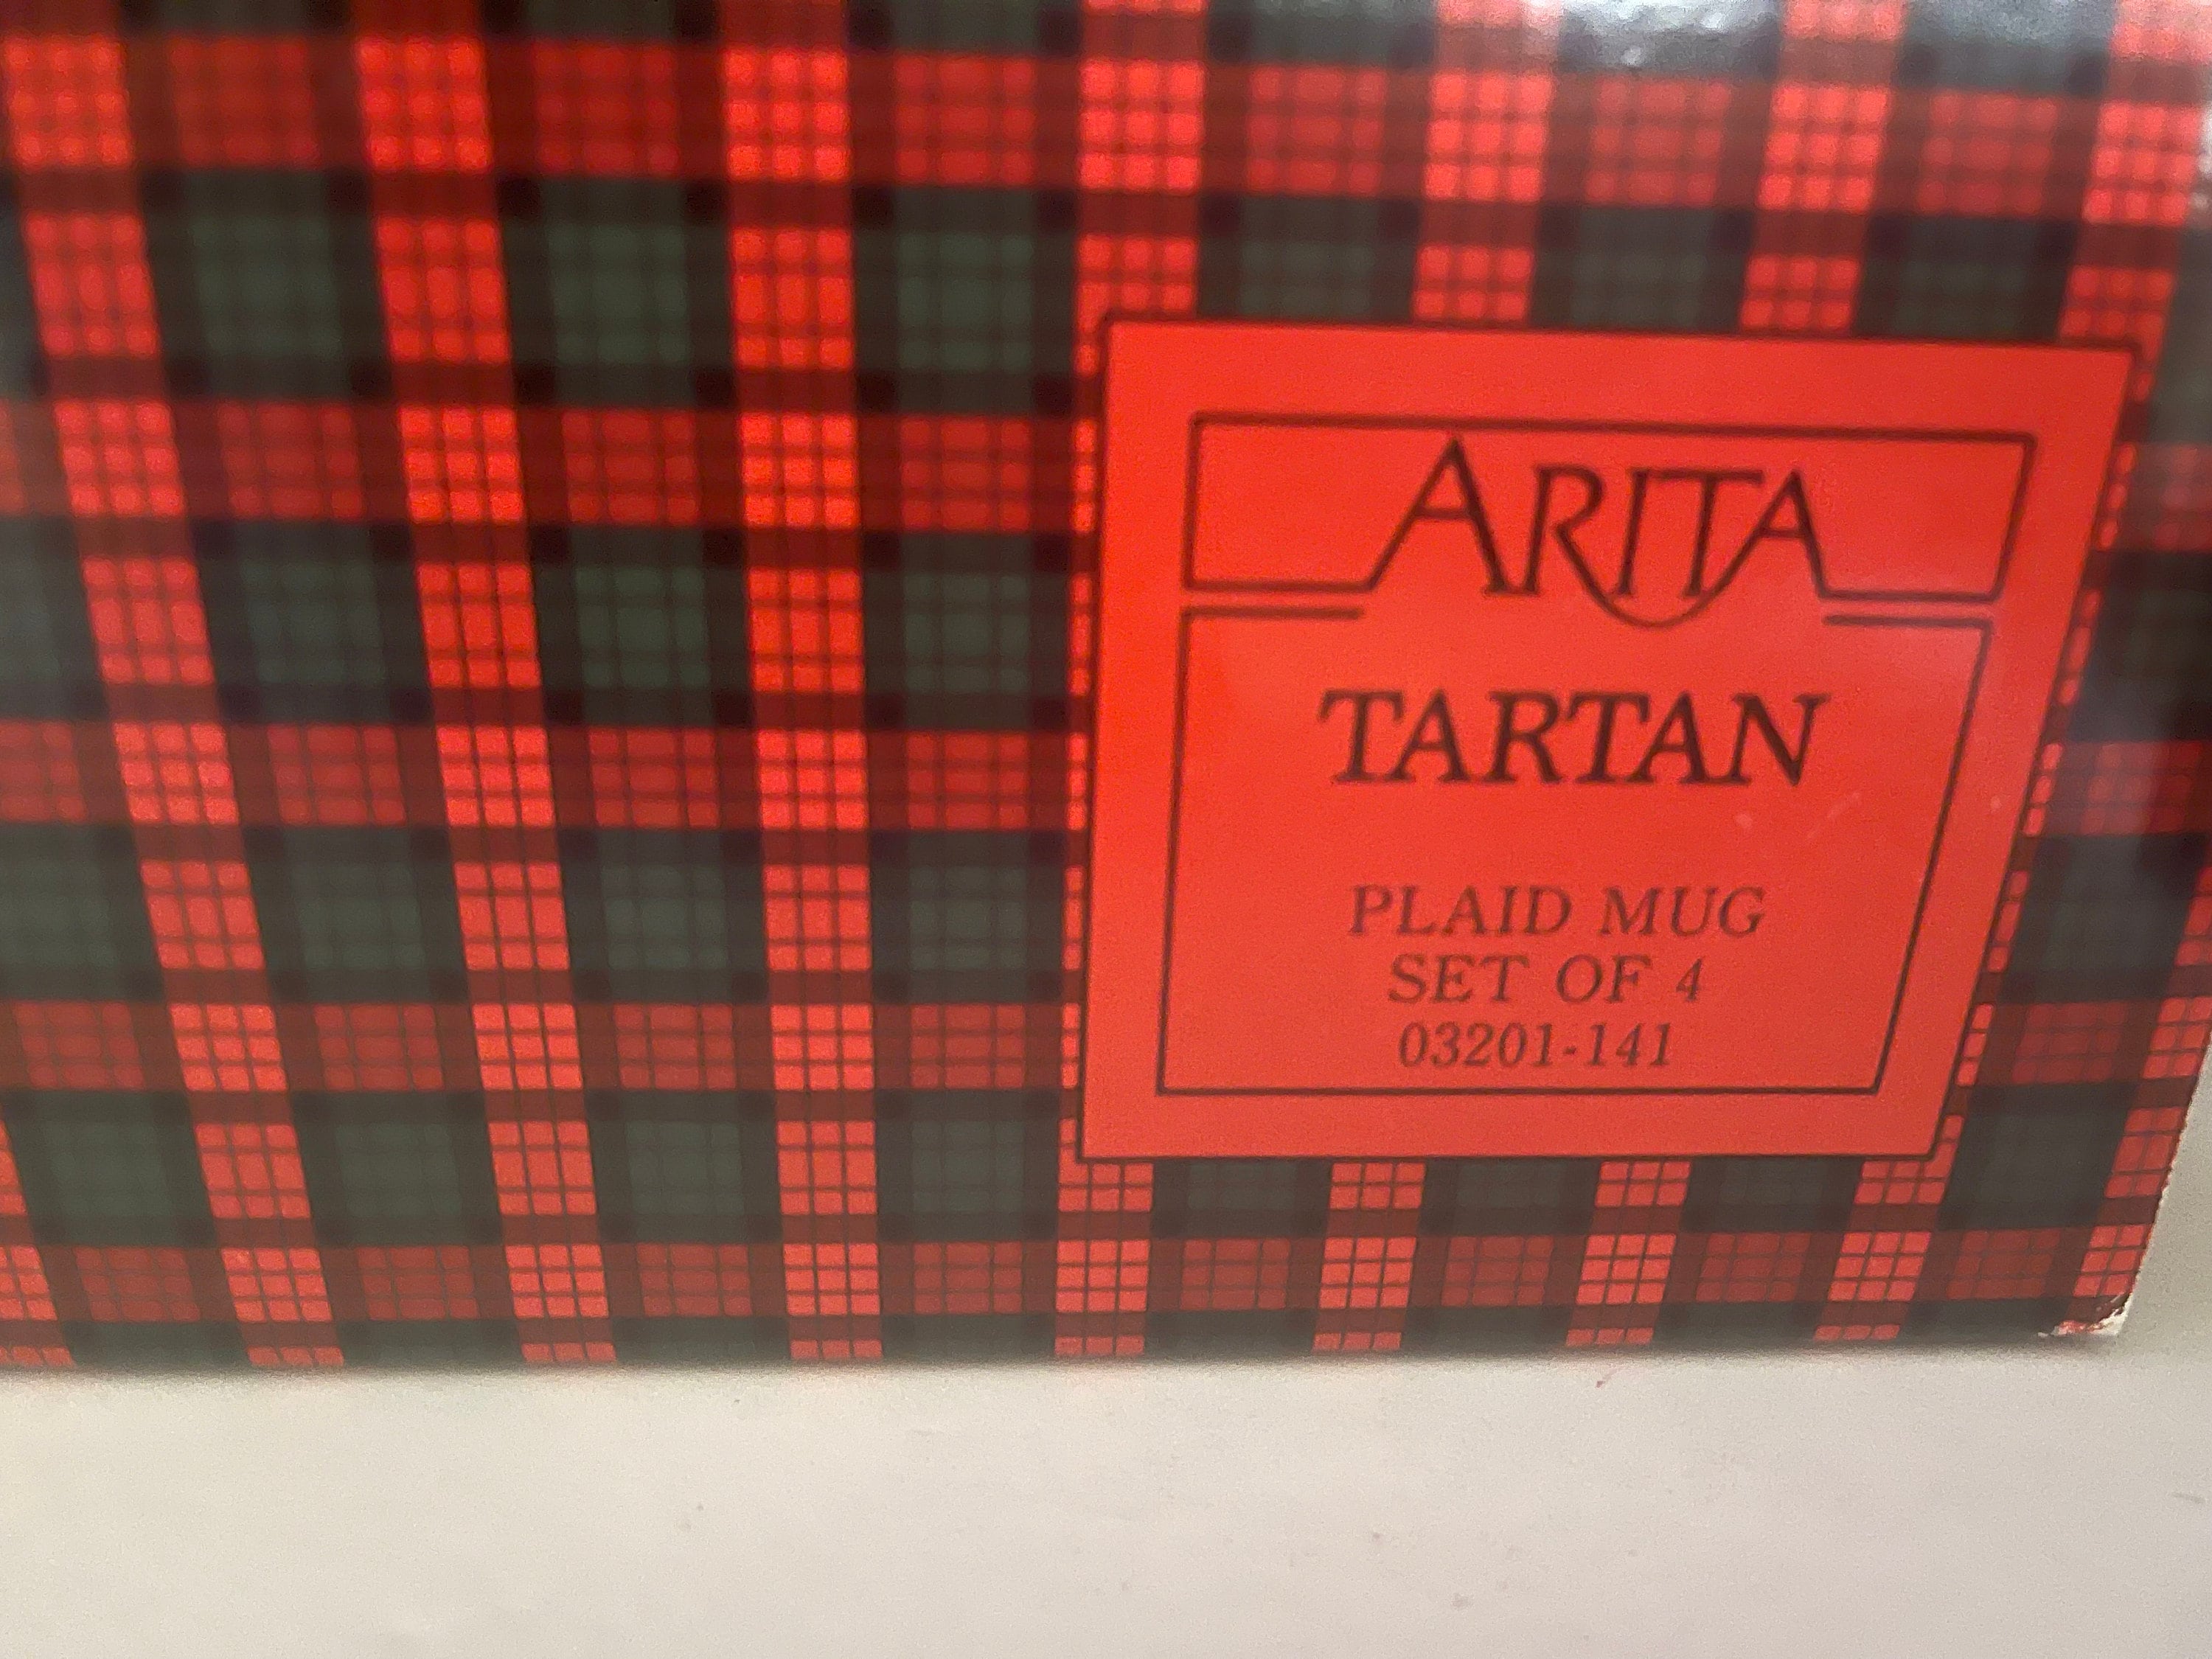 ARITA
TARTAN
PLAID MUG
SET OF 4
03201-141